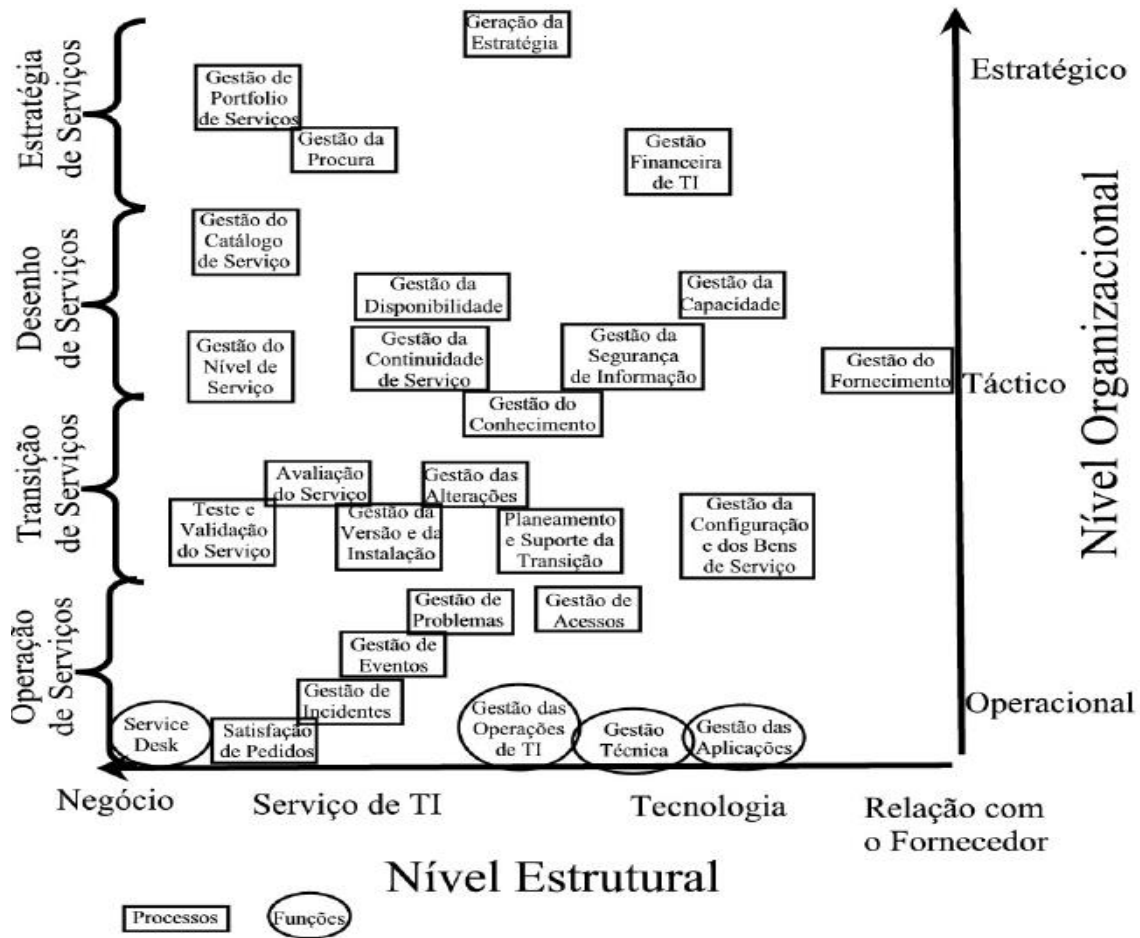 Geração da
Estratégia
Estratégico
Gestão de
Portfolio
de Serviços
Gestão da
Procura
Gestão
Financeira
de TI
Estratégia
de Serviços
Gestão do
Catálogo
de Serviço
Gestão da
Disponibilidade
Gestão da
Capacidade
Desenho
de Serviços
Gestão do
Nível de
Serviço
Gestão da
Continuidade
de Serviço
Gestão da
Segurança
de Informação
Gestão do
Fornecimento
Táctico
Nível Organizacional
Gestão do
Conhecimento
Transição
de Serviços
Avaliação
do Serviço
Gestão das
Alterações
Teste e
Validação
do Serviço
Gestão da
Versão e da
Instalação
Planeamento
e Suporte da
Transição
Gestão da
Configuração
e dos Bens
de Serviço
Operação
de Serviços
Gestão de
Problemas
Gestão de
Acessos
Gestão de
Eventos
Gestão de
Incidentes
Service
Desk
Satisfação
de Pedidos
Gestão das
Operações
de TI
Gestão
Técnica
Gestão das
Aplicações
Operacional
Negócio
Serviço de TI
Tecnologia
Relação com
o Fornecedor
Nível Estrutural
Processos
Funções